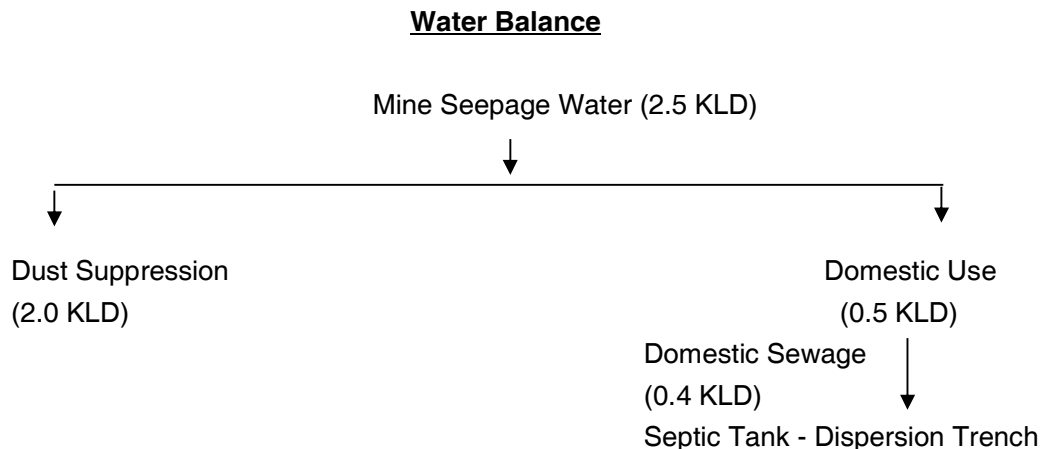 Water Balance
Mine Seepage Water (2.5 KLD)
Dust Suppression
(2.0 KLD)
Domestic Use
(0.5 KLD)
Domestic Sewage
(0.4 KLD)
Septic Tank - Dispersion Trench